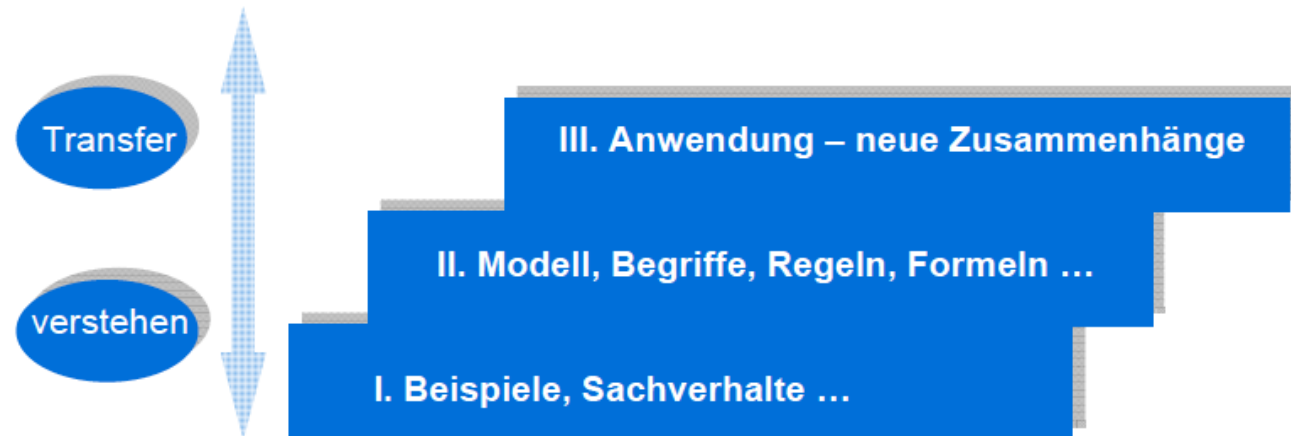 Transfer
III. Anwendung – neue Zusammenhänge
II. Modell, Begriffe, Regeln, Formeln …
verstehen
I. Beispiele, Sachverhalte …